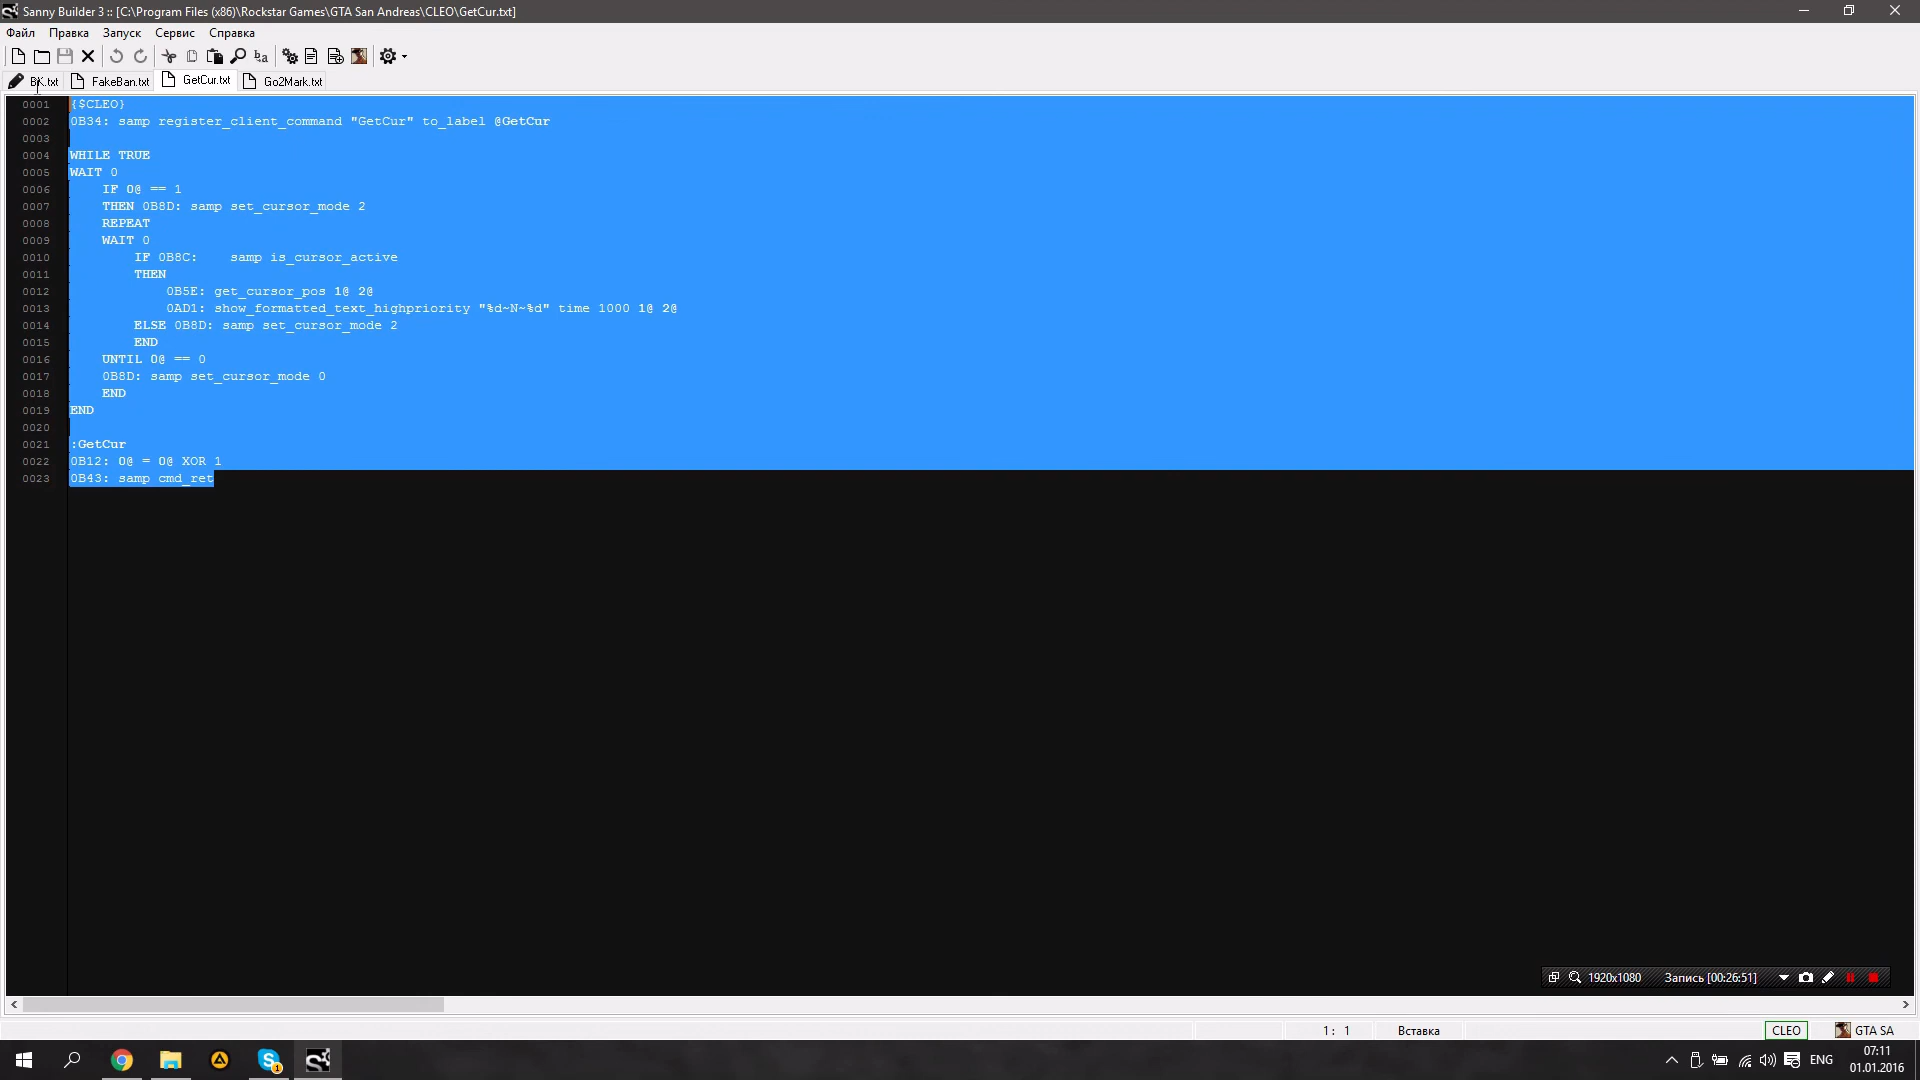 Sanny Builder 3 :: [C:\Program Files (x86)\Rockstar Games\GTA San Andreas\CLEO\GetCur.txt]
Файл Правка Запуск Сервис Справка
BK.txt FakeBan.txt GetCur.txt Go2Mark.txt
0001 {$CLEO}
0002 0B34: samp register_client_command "GetCur" to_label @GetCur
0003
0004 WHILE TRUE
0005 WAIT 0
0006 IF 0@ == 1
0007 THEN 0B8D: samp set_cursor_mode 2
0008 REPEAT
0009 WAIT 0
0010 IF 0B8C: samp is_cursor_active
0011 THEN
0012 0B5E: get_cursor_pos 1@ 2@
0013 0AD1: show_formatted_text_highpriority "%d~N~%d" time 1000 1@ 2@
0014 ELSE 0B8D: samp set_cursor_mode 2
0015 END
0016 UNTIL 0@ == 0
0017 0B8D: samp set_cursor_mode 0
0018 END
0019 END
0020
0021 :GetCur
0022 0B12: 0@ = 0@ XOR 1
0023 0B43: samp cmd_ret
1920x1080 Запись [00:26:51]
1: 1 Вставка CLEO GTA SA
ENG 07:11
01.01.2016